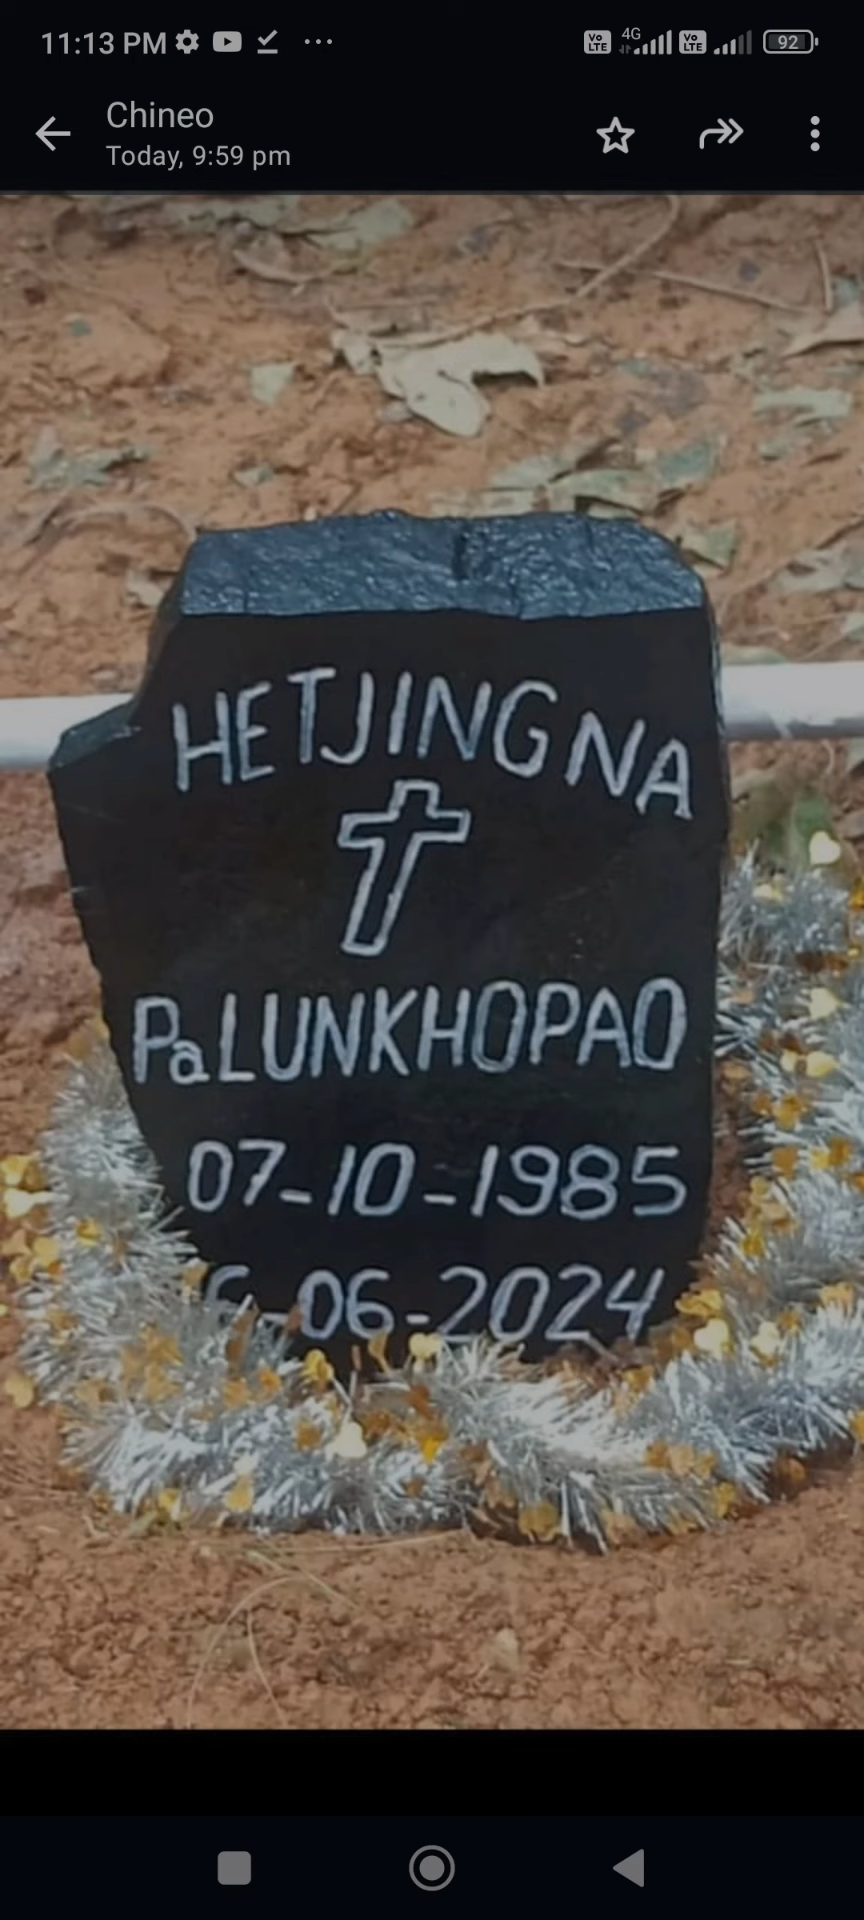 11:13 PM
4G
92
Chineo
Today, 9:59 pm
HETJINGNA
PaLUNKHOPAO
07-10-1985
-06-2024